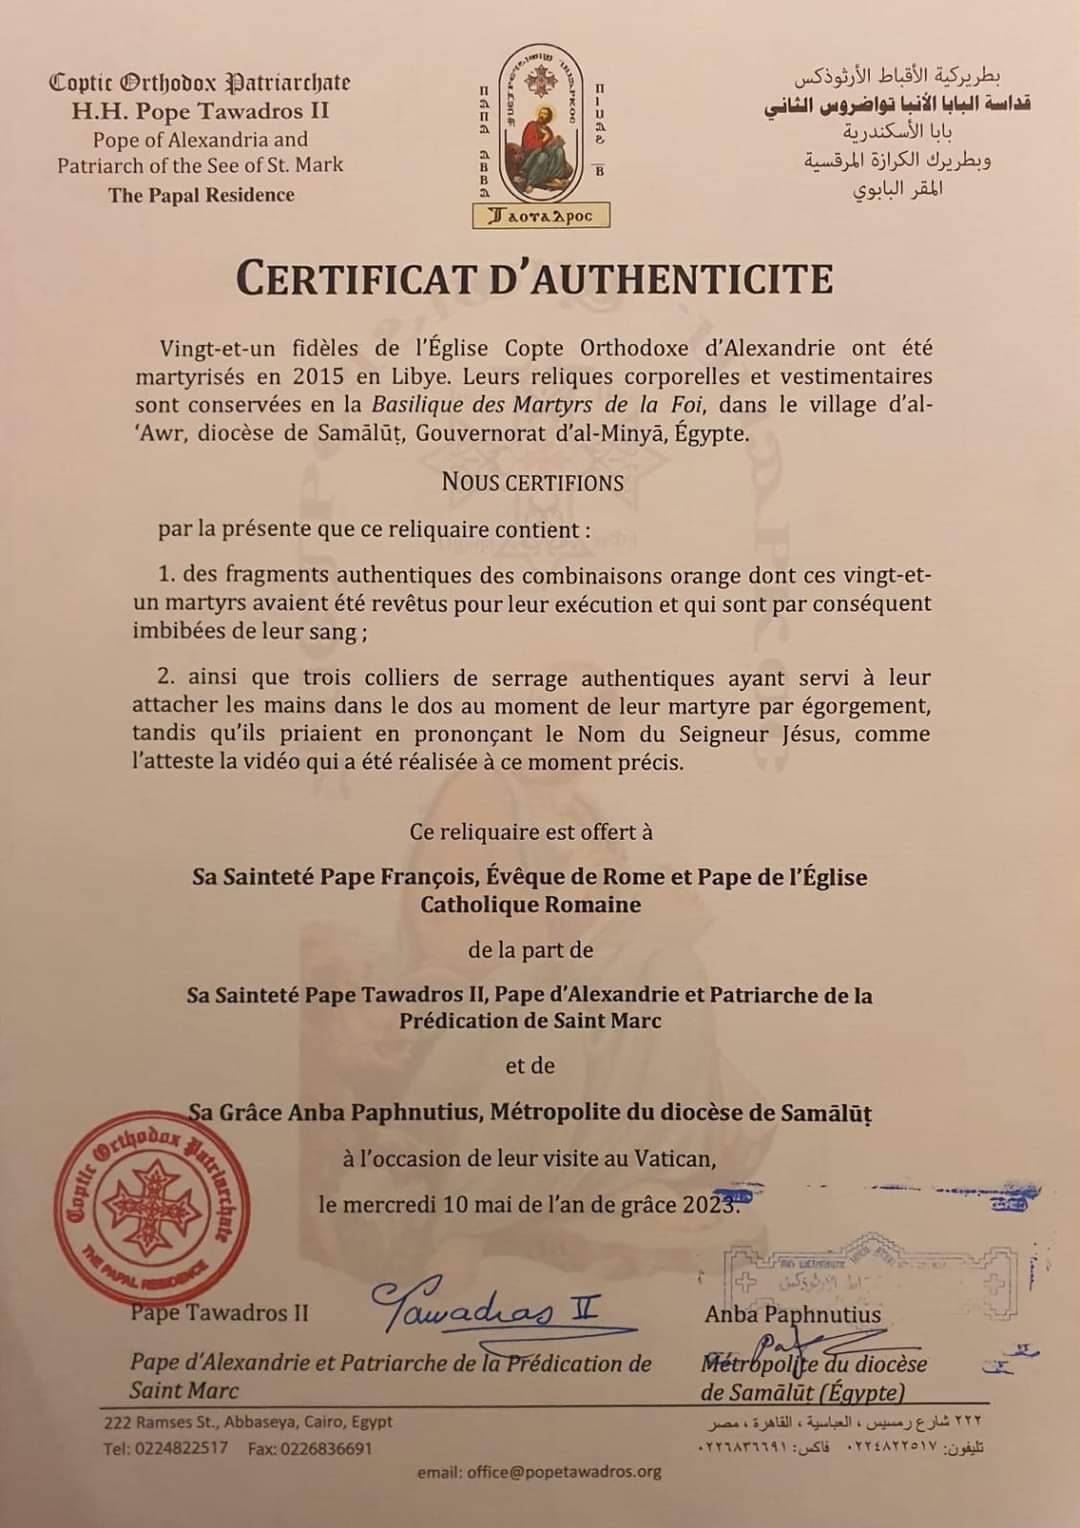 Coptic Orthodox Patriarchate
H.H. Pope Tawadros II
Pope of Alexandria and
Patriarch of the See of St. Mark
The Papal Residence
ⲠⲀⲠⲀ ⲀⲂⲂⲀ
Ⲡⲓⲙⲁϩ ⲃ̅
Ⲧⲁⲟⲩⲁⲇⲣⲟⲥ
بطريركية الأقباط الأرثوذكس
قداسة البابا الأنبا تواضروس الثاني
بابا الأسكندرية
وبطريرك الكرازة المرقسية
المقر البابوي
CERTIFICAT D’AUTHENTICITE
Vingt-et-un fidèles de l’Église Copte Orthodoxe d’Alexandrie ont été
martyrisés en 2015 en Libye. Leurs reliques corporelles et vestimentaires
sont conservées en la Basilique des Martyrs de la Foi, dans le village d’al-
‘Awr, diocèse de Samālūṭ, Gouvernorat d’al-Minyā, Égypte.
NOUS CERTIFIONS
par la présente que ce reliquaire contient :
1. des fragments authentiques des combinaisons orange dont ces vingt-et-
un martyrs avaient été revêtus pour leur exécution et qui sont par conséquent
imbibées de leur sang ;
2. ainsi que trois colliers de serrage authentiques ayant servi à leur
attacher les mains dans le dos au moment de leur martyre par égorgement,
tandis qu’ils priaient en prononçant le Nom du Seigneur Jésus, comme
l’atteste la vidéo qui a été réalisée à ce moment précis.
Ce reliquaire est offert à
Sa Sainteté Pape François, Évêque de Rome et Pape de l’Église
Catholique Romaine
de la part de
Sa Sainteté Pape Tawadros II, Pape d’Alexandrie et Patriarche de la
Prédication de Saint Marc
et de
Sa Grâce Anba Paphnutius, Métropolite du diocèse de Samālūṭ
à l’occasion de leur visite au Vatican,
le mercredi 10 mai de l’an de grâce 2023.
Coptic Orthodox Patriarchate
THE PAPAL RESIDENCE
Pape Tawadros II
Tawadros II
Anba Paphnutius
Pape d’Alexandrie et Patriarche de la Prédication de
Saint Marc
Métropolite du diocèse
de Samālūṭ (Égypte)
222 Ramses St., Abbaseya, Cairo, Egypt
Tel: 0224822517 Fax: 0226836691
٢٢٢ شارع رمسيس ، العباسية ، القاهرة ، مصر
تليفون: ٠٢٢٤٨٢٢٥١٧ فاكس: ٠٢٢٦٨٣٦٦٩١
email: office@popetawadros.org